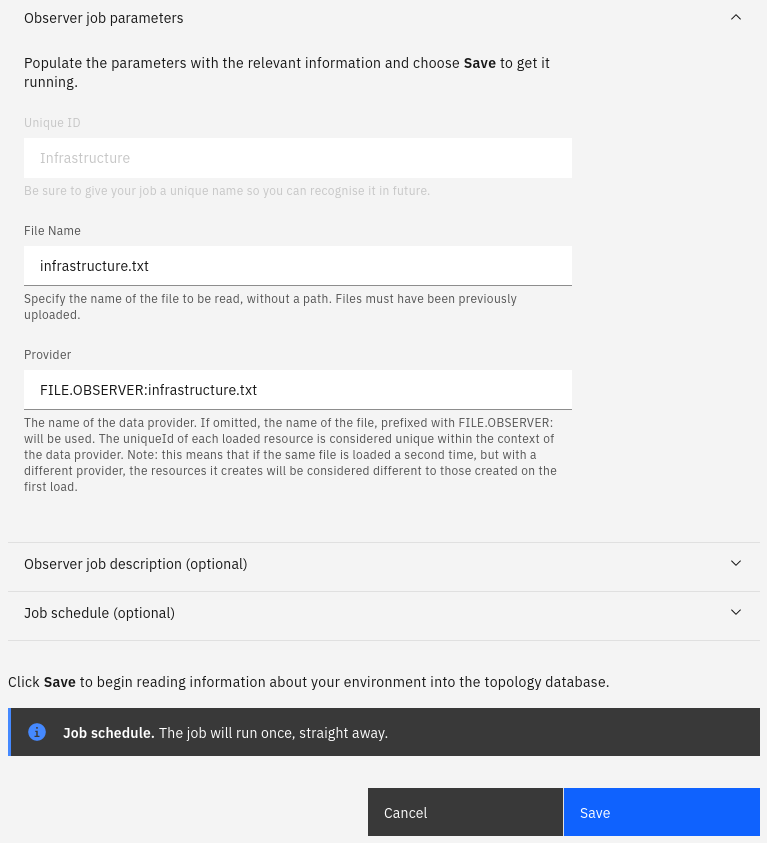 Observer job parameters
Populate the parameters with the relevant information and choose Save to get it
running.
Unique ID
Infrastructure
Be sure to give your job a unique name so you can recognise it in future.
File Name
infrastructure.txt
Specify the name of the file to be read, without a path. Files must have been previously
uploaded.
Provider
FILE.OBSERVER:infrastructure.txt
The name of the data provider. If omitted, the name of the file, prefixed with FILE.OBSERVER:
will be used. The uniqueId of each loaded resource is considered unique within the context of
the data provider. Note: this means that if the same file is loaded a second time, but with a
different provider, the resources it creates will be considered different to those created on the
first load.
Observer job description (optional)
Job schedule (optional)
Click Save to begin reading information about your environment into the topology database.
Job schedule. The job will run once, straight away.
Cancel
Save